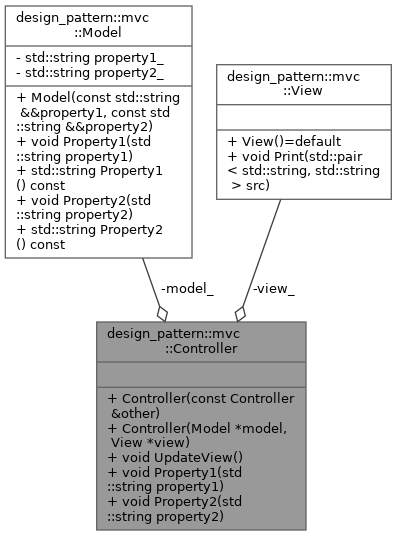 design_pattern::mvc
::Model
- std::string property1_
- std::string property2_
+ Model(const std::string
&&property1, const std
::string &&property2)
+ void Property1(std
::string property1)
+ std::string Property1
() const
+ void Property2(std
::string property2)
+ std::string Property2
() const
design_pattern::mvc
::View
+ View()=default
+ void Print(std::pair
< std::string, std::string
> src)
-model_
-view_
design_pattern::mvc
::Controller
+ Controller(const Controller
&other)
+ Controller(Model *model,
View *view)
+ void UpdateView()
+ void Property1(std
::string property1)
+ void Property2(std
::string property2)